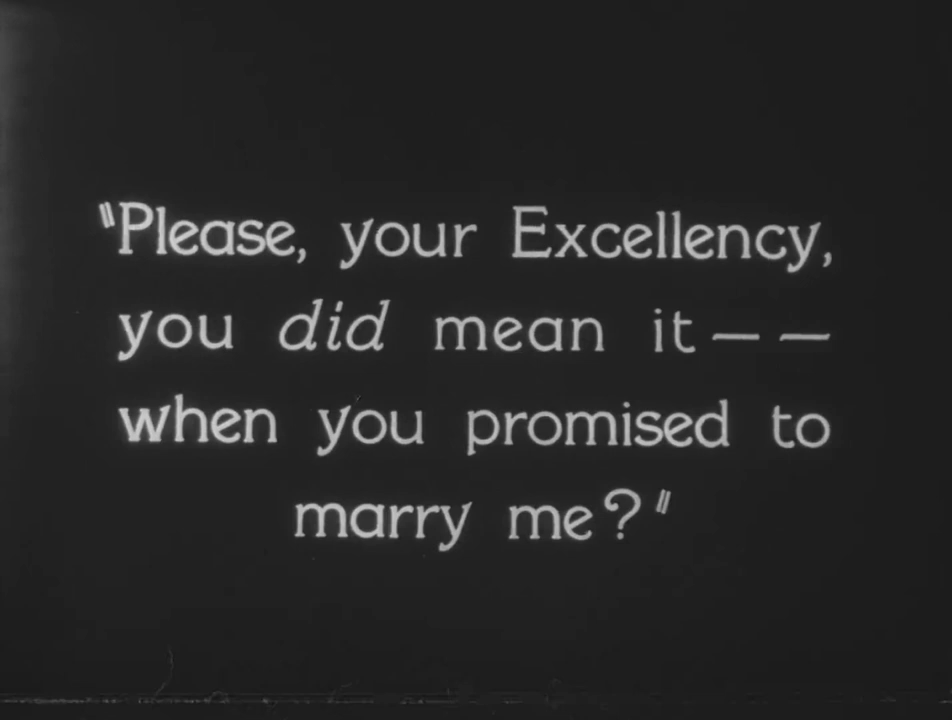 "Please, your Excellency,
you did mean it — —
when you promised to
marry me?"